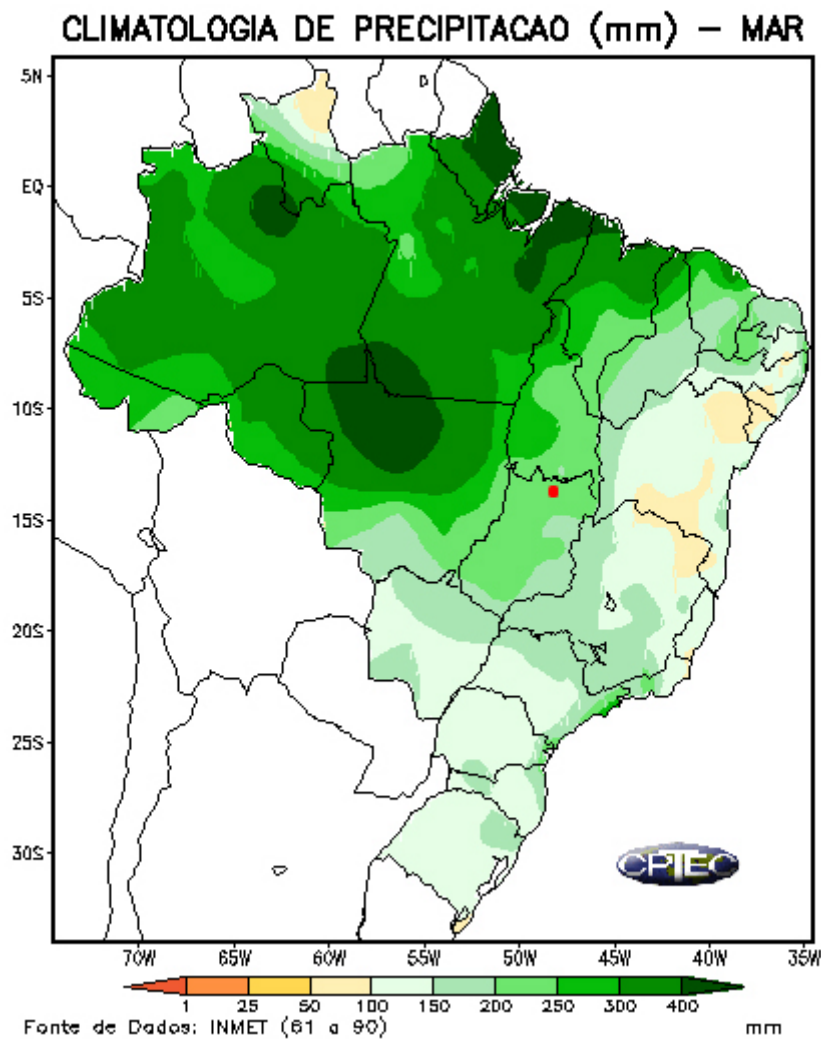 CLIMATOLOGIA DE PRECIPITACAO (mm) – MAR
5N
EQ
5S
10S
15S
20S
25S
30S
CPTEC
70W 65W 60W 55W 50W 45W 40W 35W
1 25 50 100 150 200 250 300 400
Fonte de Dados: INMET (61 a 90) mm